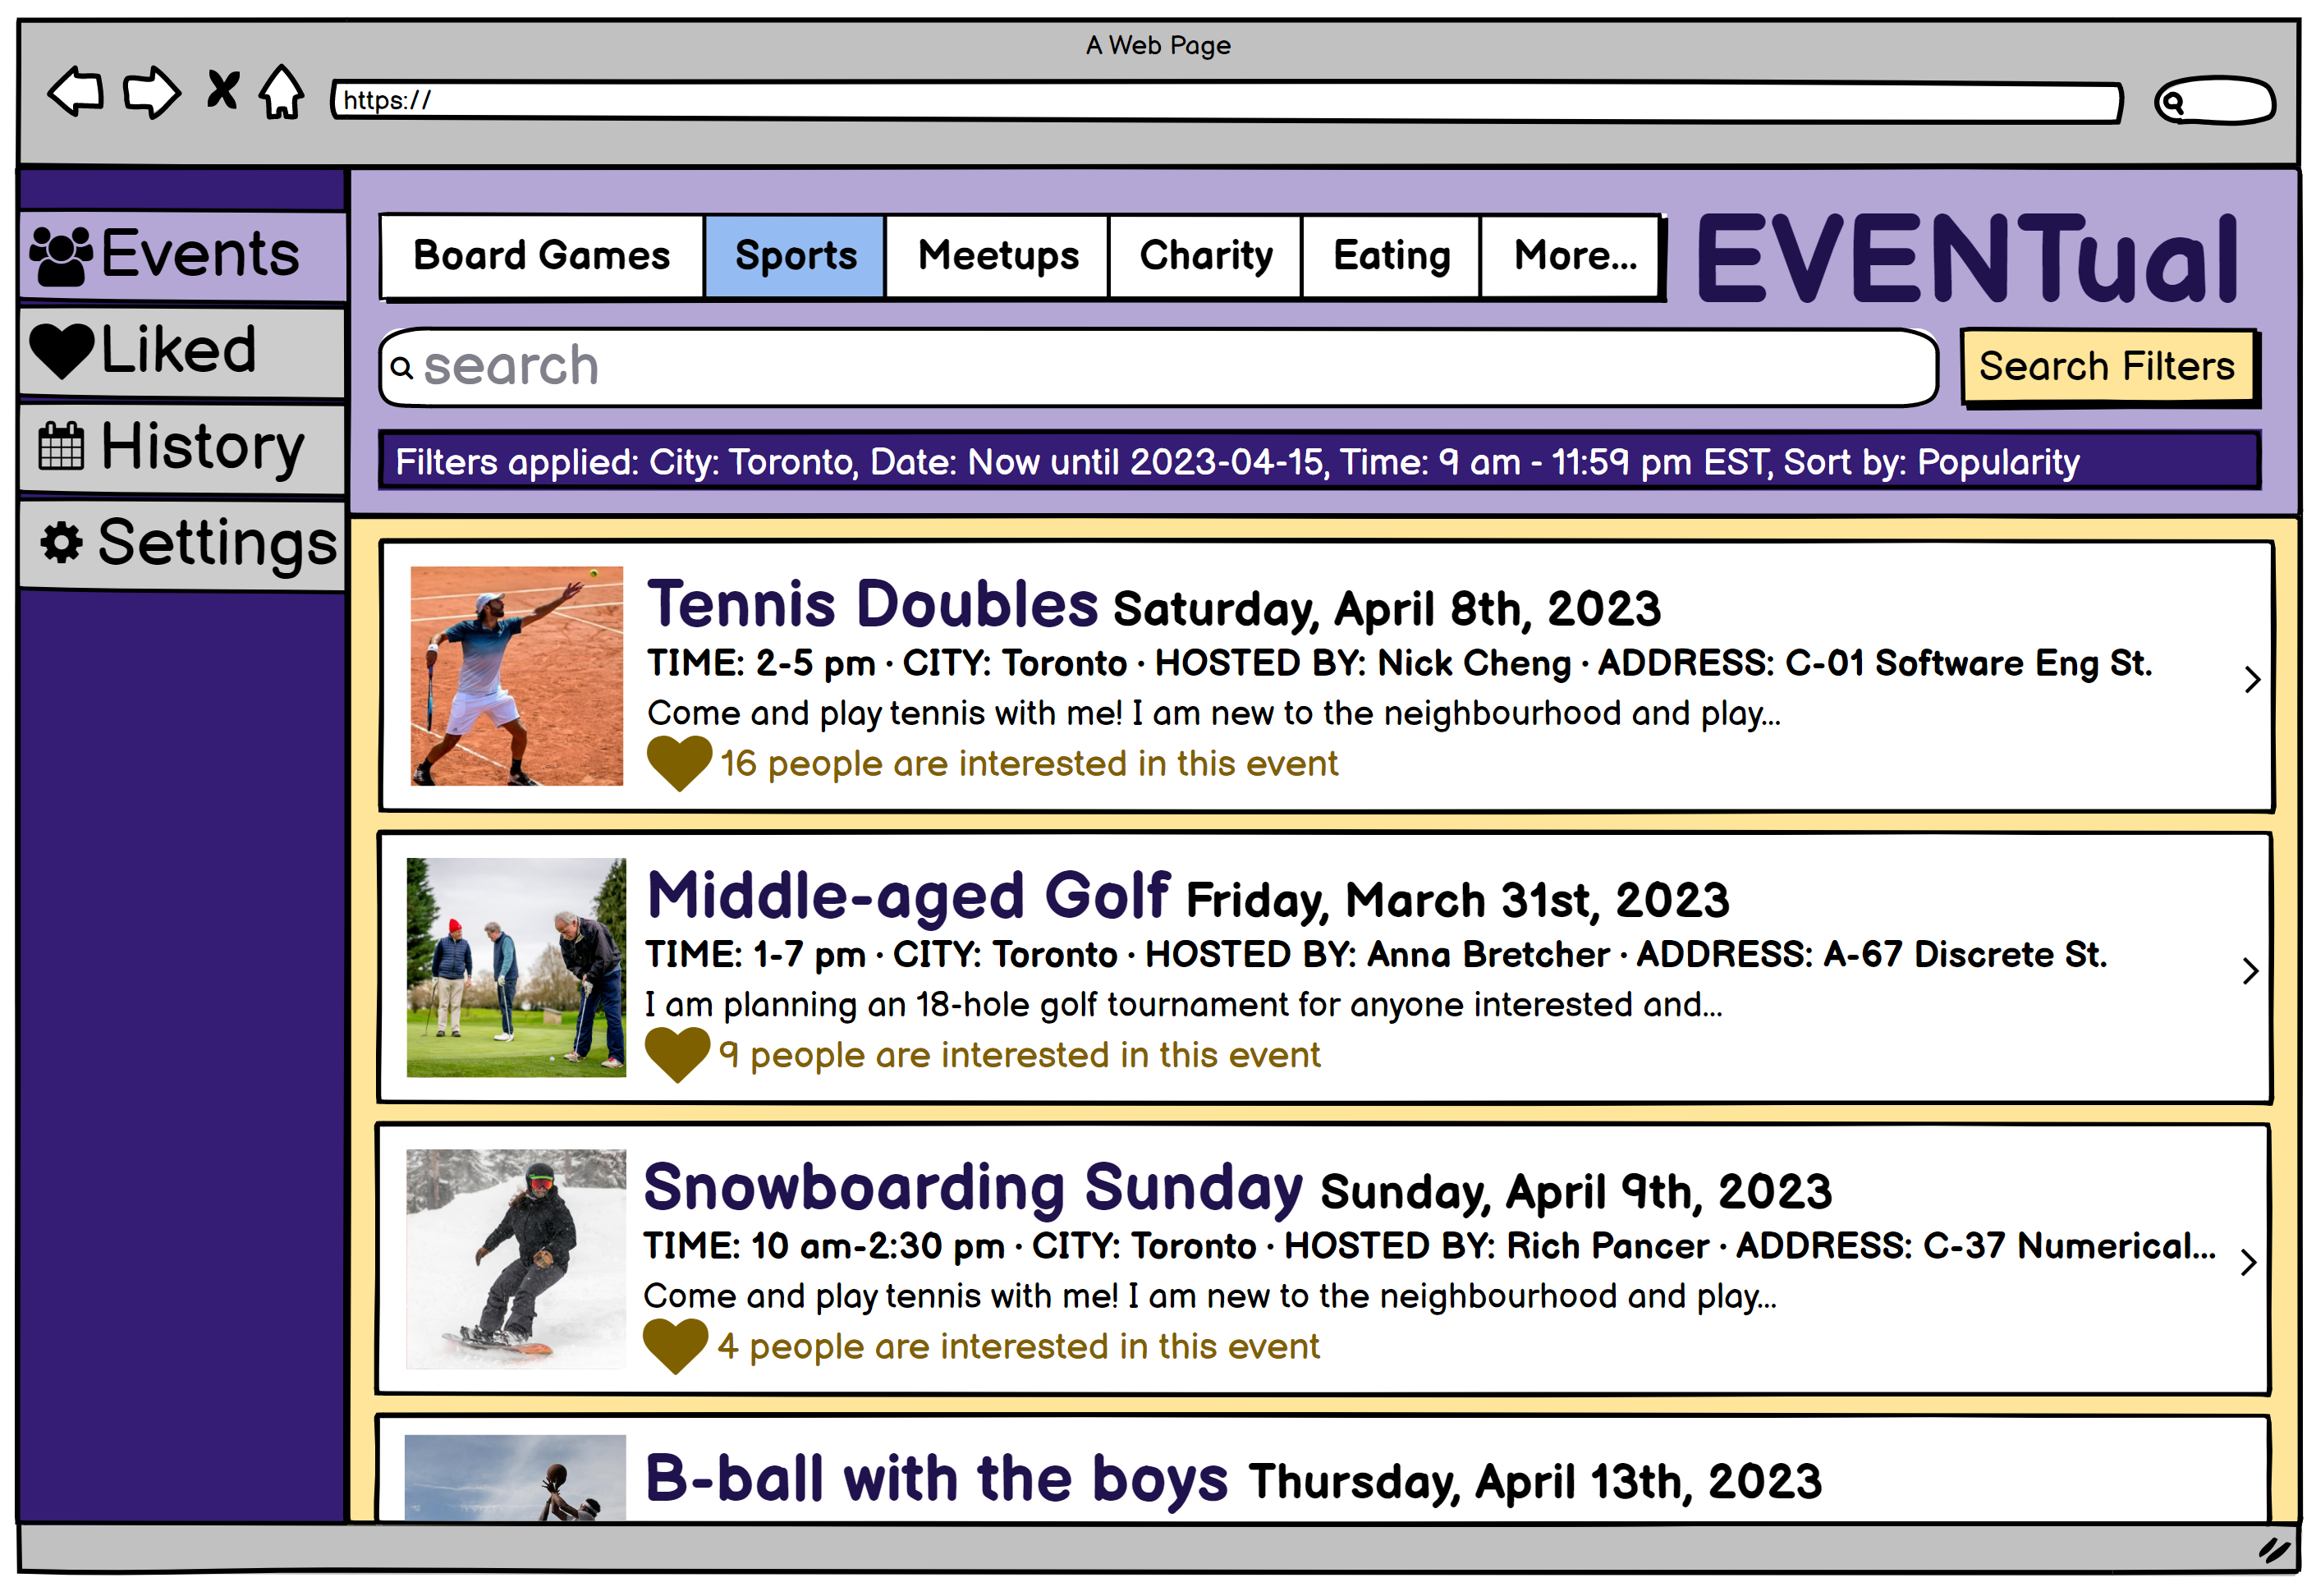 A Web Page
https://
Events
Liked
History
Settings
Board Games Sports Meetups Charity Eating More...
EVENTual
search
Search Filters
Filters applied: City: Toronto, Date: Now until 2023-04-15, Time: 9 am - 11:59 pm EST, Sort by: Popularity
Tennis Doubles Saturday, April 8th, 2023
TIME: 2-5 pm · CITY: Toronto · HOSTED BY: Nick Cheng · ADDRESS: C-01 Software Eng St.
Come and play tennis with me! I am new to the neighbourhood and play...
16 people are interested in this event
Middle-aged Golf Friday, March 31st, 2023
TIME: 1-7 pm · CITY: Toronto · HOSTED BY: Anna Bretcher · ADDRESS: A-67 Discrete St.
I am planning an 18-hole golf tournament for anyone interested and...
9 people are interested in this event
Snowboarding Sunday Sunday, April 9th, 2023
TIME: 10 am-2:30 pm · CITY: Toronto · HOSTED BY: Rich Pancer · ADDRESS: C-37 Numerical...
Come and play tennis with me! I am new to the neighbourhood and play...
4 people are interested in this event
B-ball with the boys Thursday, April 13th, 2023